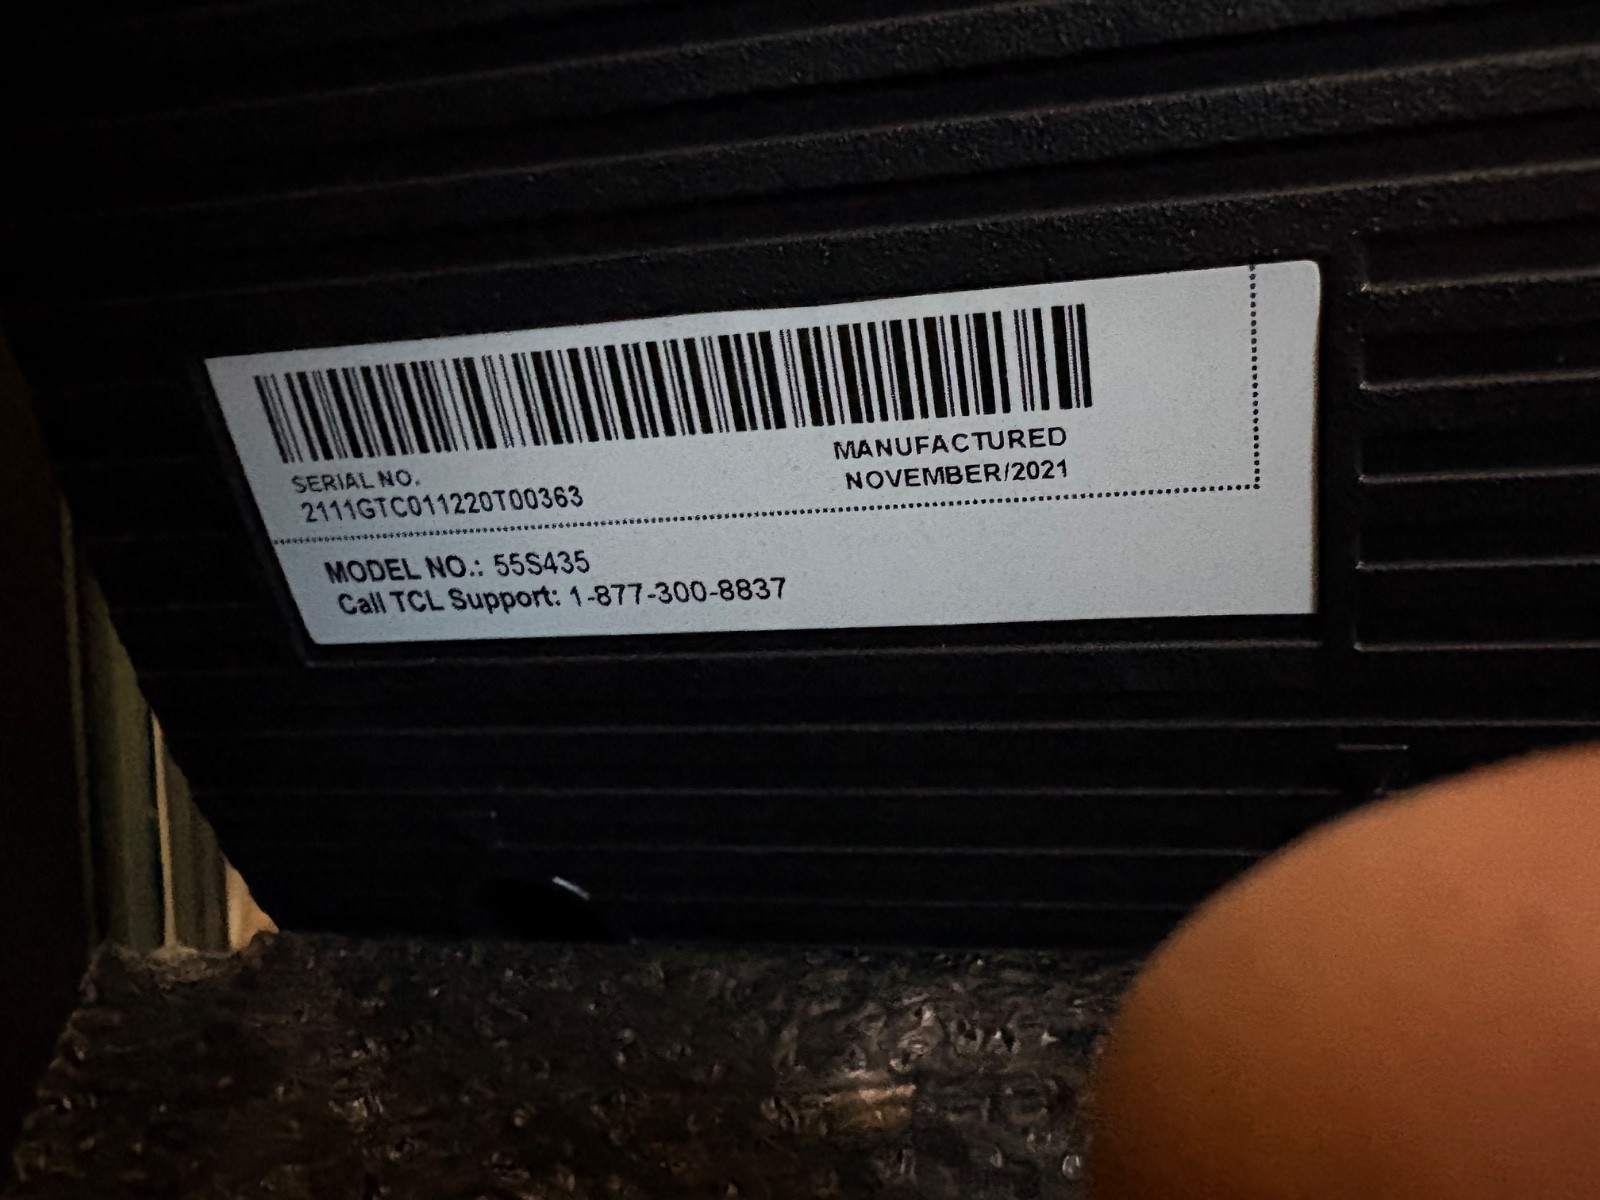 SERIAL NO.
2111GTC011220T00363
MANUFACTURED
NOVEMBER/2021
MODEL NO.: 55S435
Call TCL Support: 1-877-300-8837